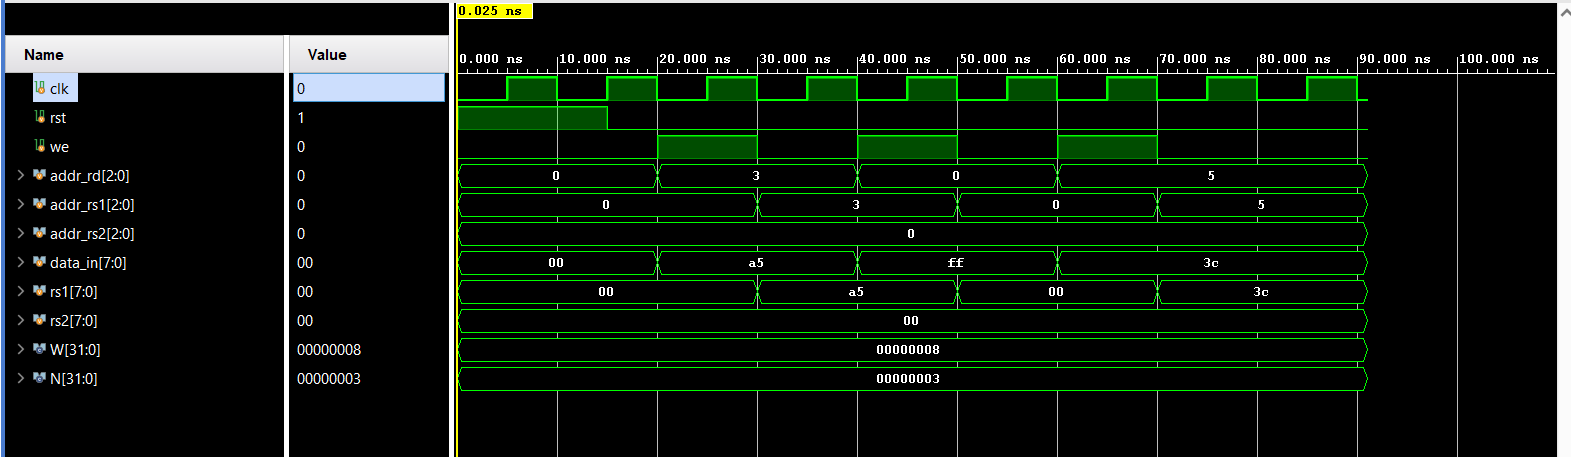 0.025 ns
Name Value
0.000 ns 10.000 ns 20.000 ns 30.000 ns 40.000 ns 50.000 ns 60.000 ns 70.000 ns 80.000 ns 90.000 ns 100.000 ns
clk 0
rst 1
we 0
addr_rd[2:0] 0 0 3 0 5
addr_rs1[2:0] 0 0 3 0 5
addr_rs2[2:0] 0 0
data_in[7:0] 00 00 a5 ff 3c
rs1[7:0] 00 00 a5 00 3c
rs2[7:0] 00 00
W[31:0] 00000008 00000008
N[31:0] 00000003 00000003